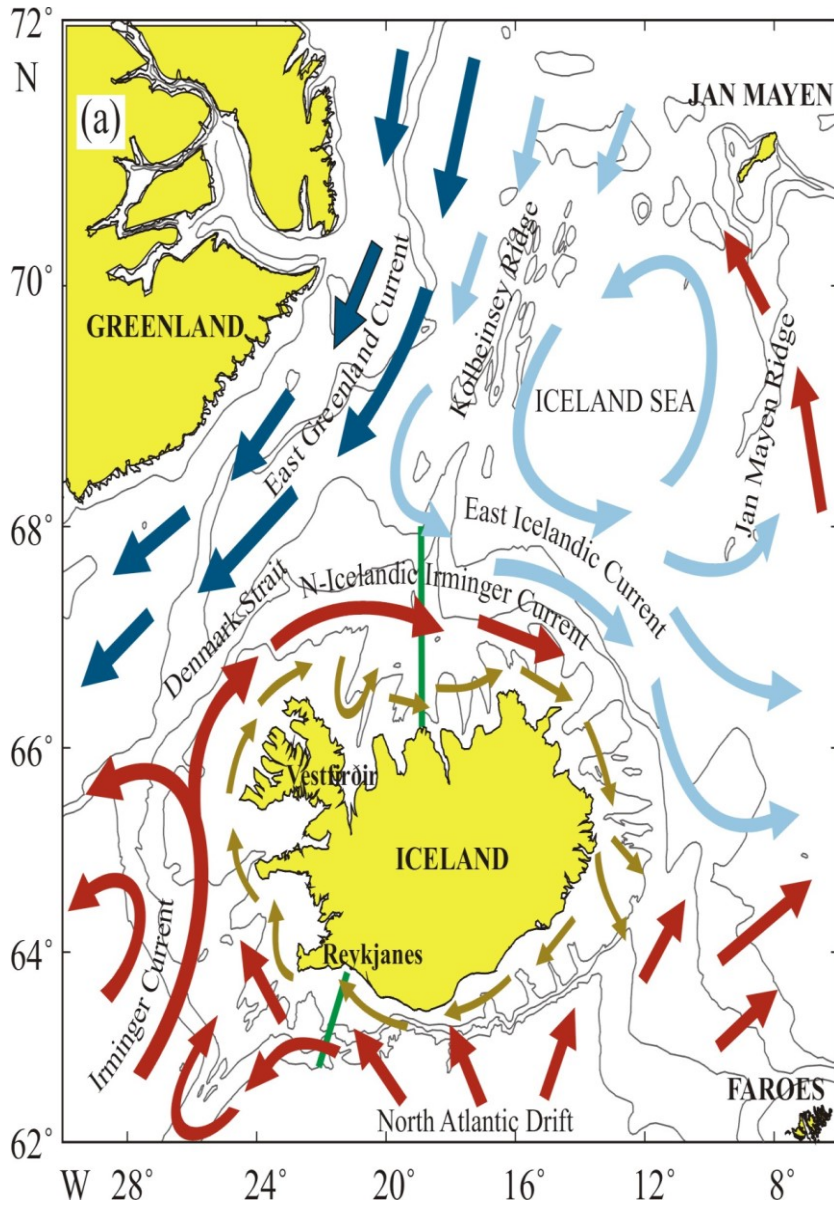 72°
N
(a)
JAN MAYEN
70°
GREENLAND
East Greenland Current
Kolbeinsey Ridge
ICELAND SEA
Jan Mayen Ridge
68°
East Icelandic Current
N-Icelandic Irminger Current
Denmark Strait
66°
Vestfirðir
ICELAND
64°
Reykjanes
Irminger Current
FAROES
North Atlantic Drift
62°
W 28° 24° 20° 16° 12° 8°